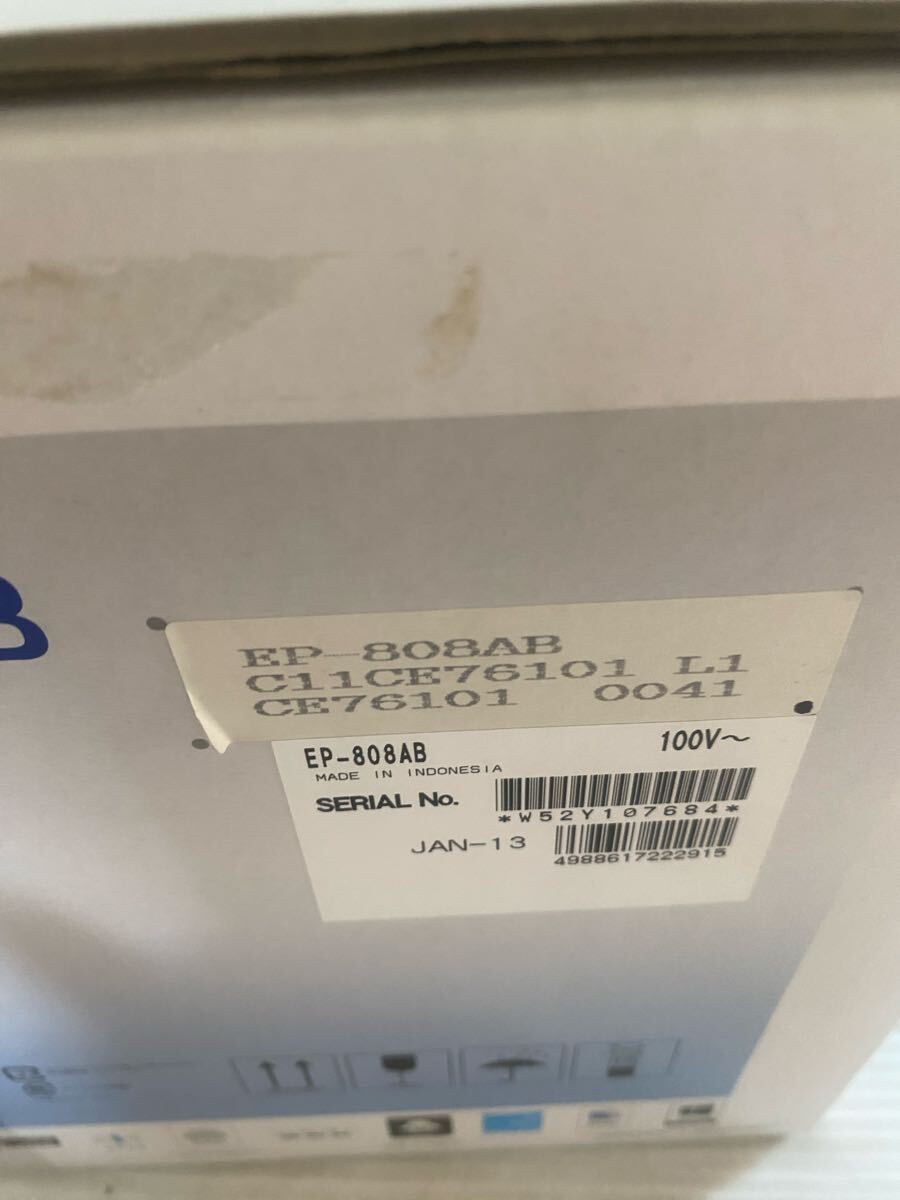 B
EP-808AB
C11CE76101 L1
CE76101 0041
EP-808AB 100V～
MADE IN INDONESIA
SERIAL No.
*W52Y107684*
JAN-13
4988617222915